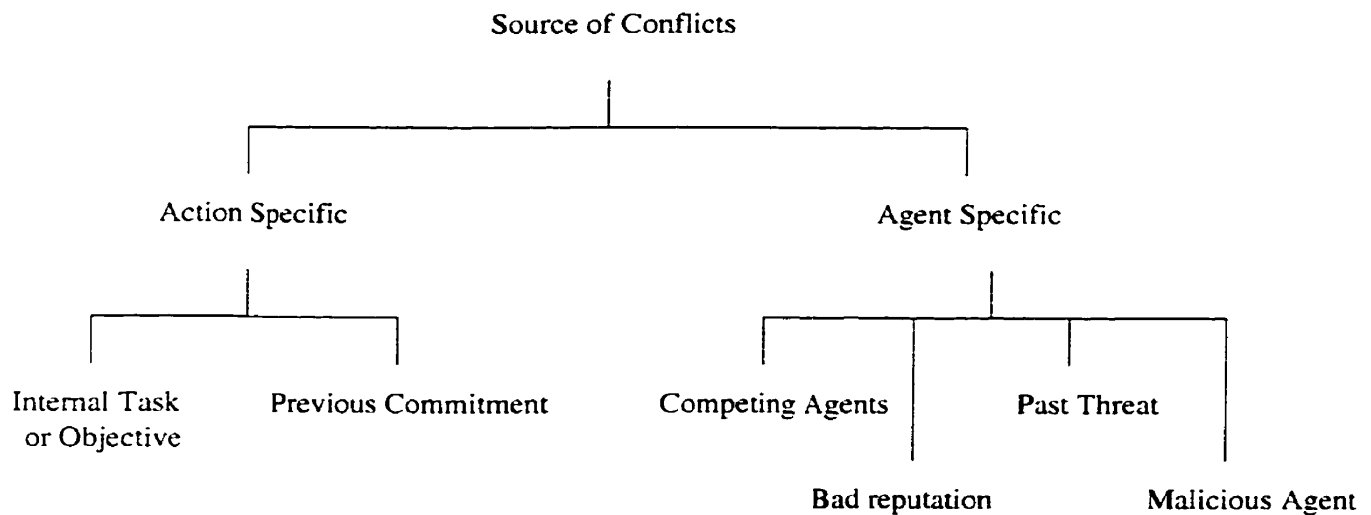 Source of Conflicts
Action Specific
Agent Specific
Internal Task
or Objective
Previous Commitment
Competing Agents
Past Threat
Bad reputation
Malicious Agent